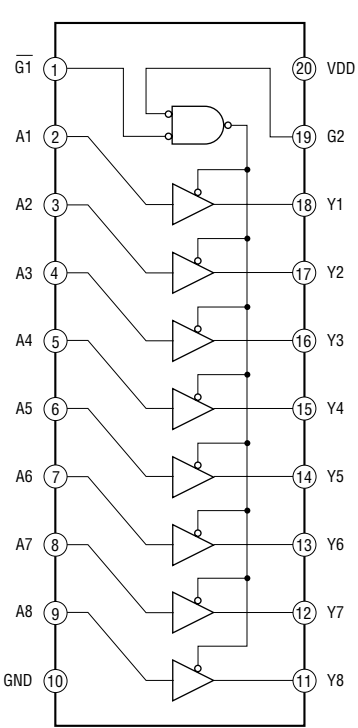 G1 1 20 VDD
A1 2 19 G2
A2 3 18 Y1
A3 4 17 Y2
A4 5 16 Y3
A5 6 15 Y4
A6 7 14 Y5
A7 8 13 Y6
A8 9 12 Y7
GND 10 11 Y8